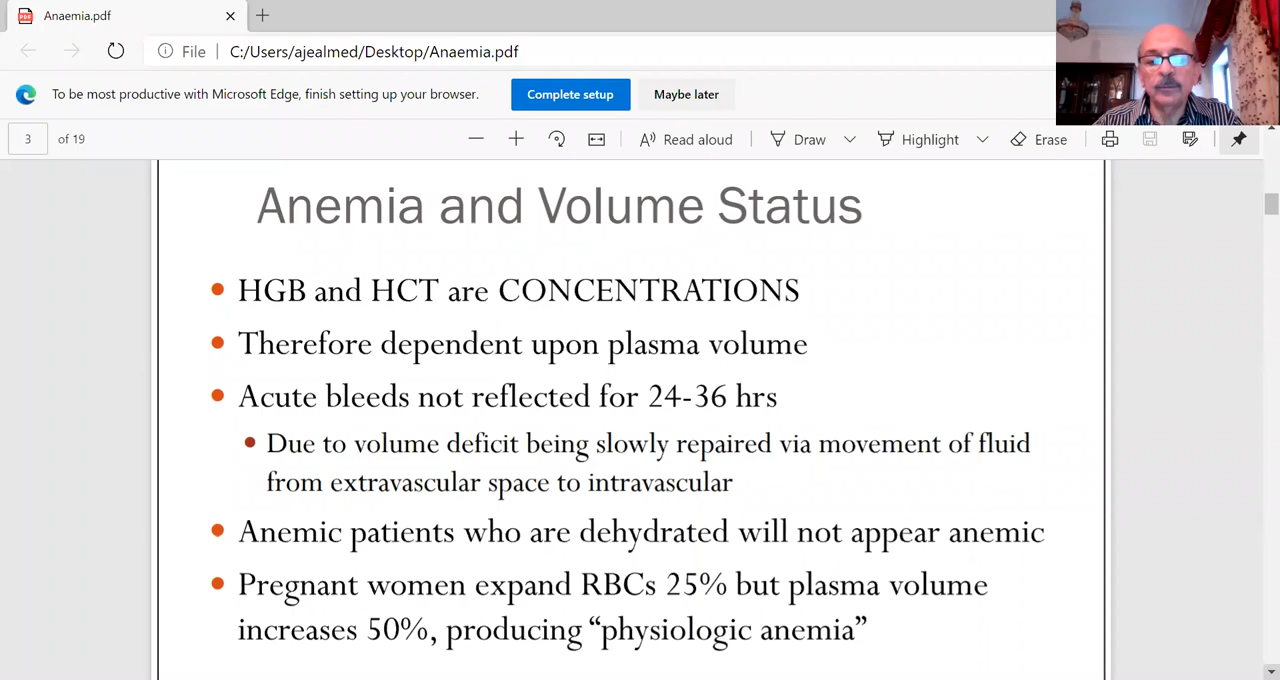 Anaemia.pdf
File C:/Users/ajealmed/Desktop/Anaemia.pdf
To be most productive with Microsoft Edge, finish setting up your browser. Complete setup Maybe later
3 of 19 Read aloud Draw Highlight Erase
Anemia and Volume Status
• HGB and HCT are CONCENTRATIONS
• Therefore dependent upon plasma volume
• Acute bleeds not reflected for 24-36 hrs
• Due to volume deficit being slowly repaired via movement of fluid
from extravascular space to intravascular
• Anemic patients who are dehydrated will not appear anemic
• Pregnant women expand RBCs 25% but plasma volume
increases 50%, producing “physiologic anemia”